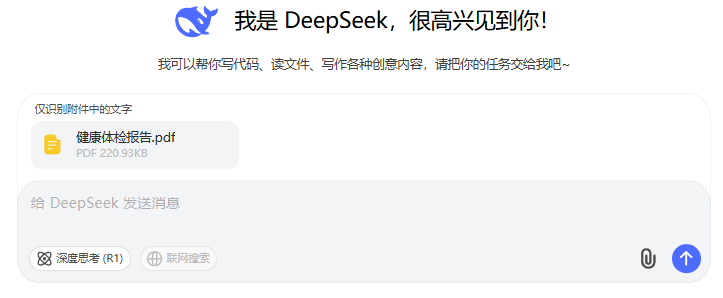 我是 DeepSeek，很高兴见到你！
我可以帮你写代码、读文件、写作各种创意内容，请把你的任务交给我吧~
仅识别附件中的文字
健康体检报告.pdf
PDF 220.93KB
给 DeepSeek 发送消息
深度思考 (R1) 联网搜索